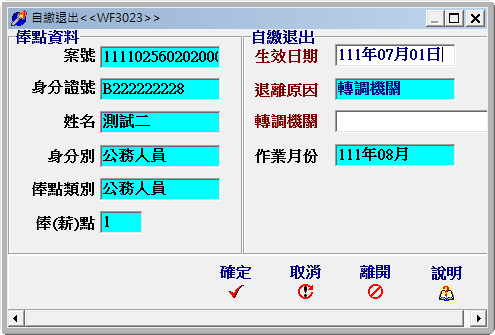 自繳退出<<WF3023>>
俸點資料
案號 111102560202000
身分證號 B222222228
姓名 測試二
身分別 公務人員
俸點類別 公務人員
俸(薪)點 1
自繳退出
生效日期 111年07月01日
退離原因 轉調機關
轉調機關
作業月份 111年08月
確定 取消 離開 說明